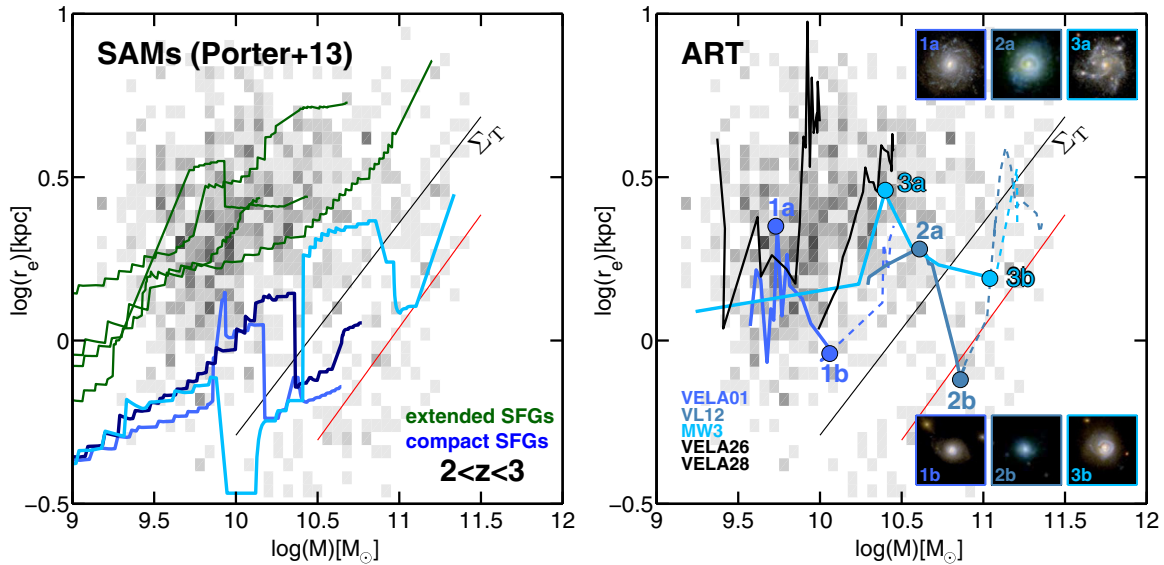 SAMs (Porter+13)
Σ_T
extended SFGs
compact SFGs
2<z<3
1
0.5
0
−0.5
log(r_e)[kpc]
9
9.5
10
10.5
11
11.5
12
log(M)[M_⊙]
ART
1a
2a
3a
Σ_T
1a
3a
2a
3b
1b
2b
VELA01
VL12
MW3
VELA26
VELA28
1b
2b
3b
1
0.5
0
−0.5
log(r_e)[kpc]
9
9.5
10
10.5
11
11.5
12
log(M)[M_⊙]